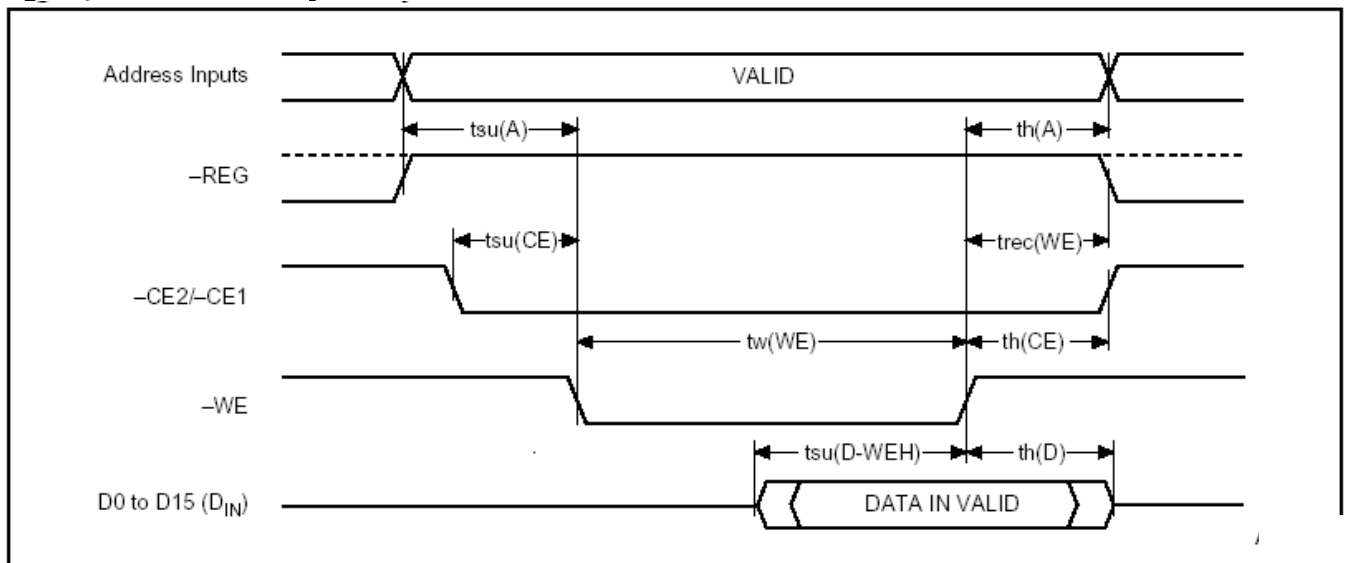 Address Inputs
VALID
tsu(A)
th(A)
–REG
tsu(CE)
trec(WE)
–CE2/–CE1
tw(WE)
th(CE)
–WE
tsu(D-WEH)
th(D)
D0 to D15 (DIN)
DATA IN VALID